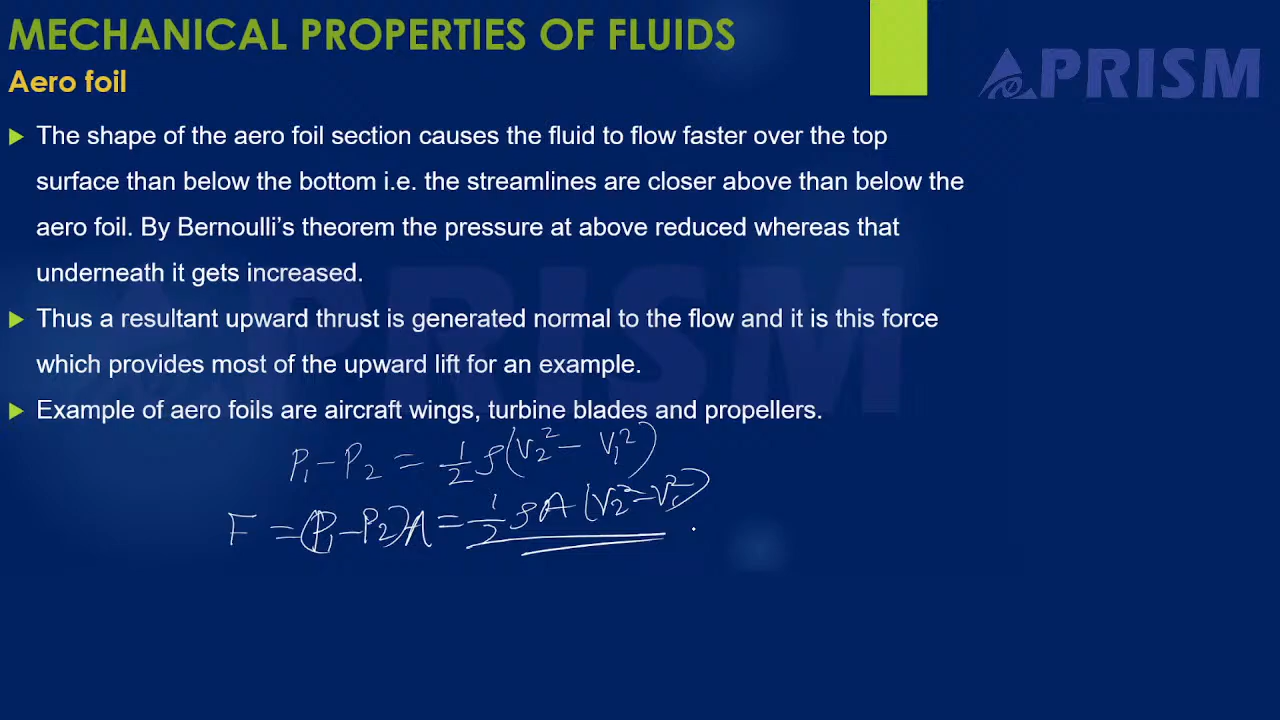 MECHANICAL PROPERTIES OF FLUIDS
PRISM
Aero foil
The shape of the aero foil section causes the fluid to flow faster over the top
surface than below the bottom i.e. the streamlines are closer above than below the
aero foil. By Bernoulli's theorem the pressure at above reduced whereas that
underneath it gets increased.
Thus a resultant upward thrust is generated normal to the flow and it is this force
which provides most of the upward lift for an example.
Example of aero foils are aircraft wings, turbine blades and propellers.
P₁ – P₂ = ½ ρ (V₂² – V₁²)
F = (P₁ – P₂)A = ½ ρA (V₂² – V₁²)
PRISM